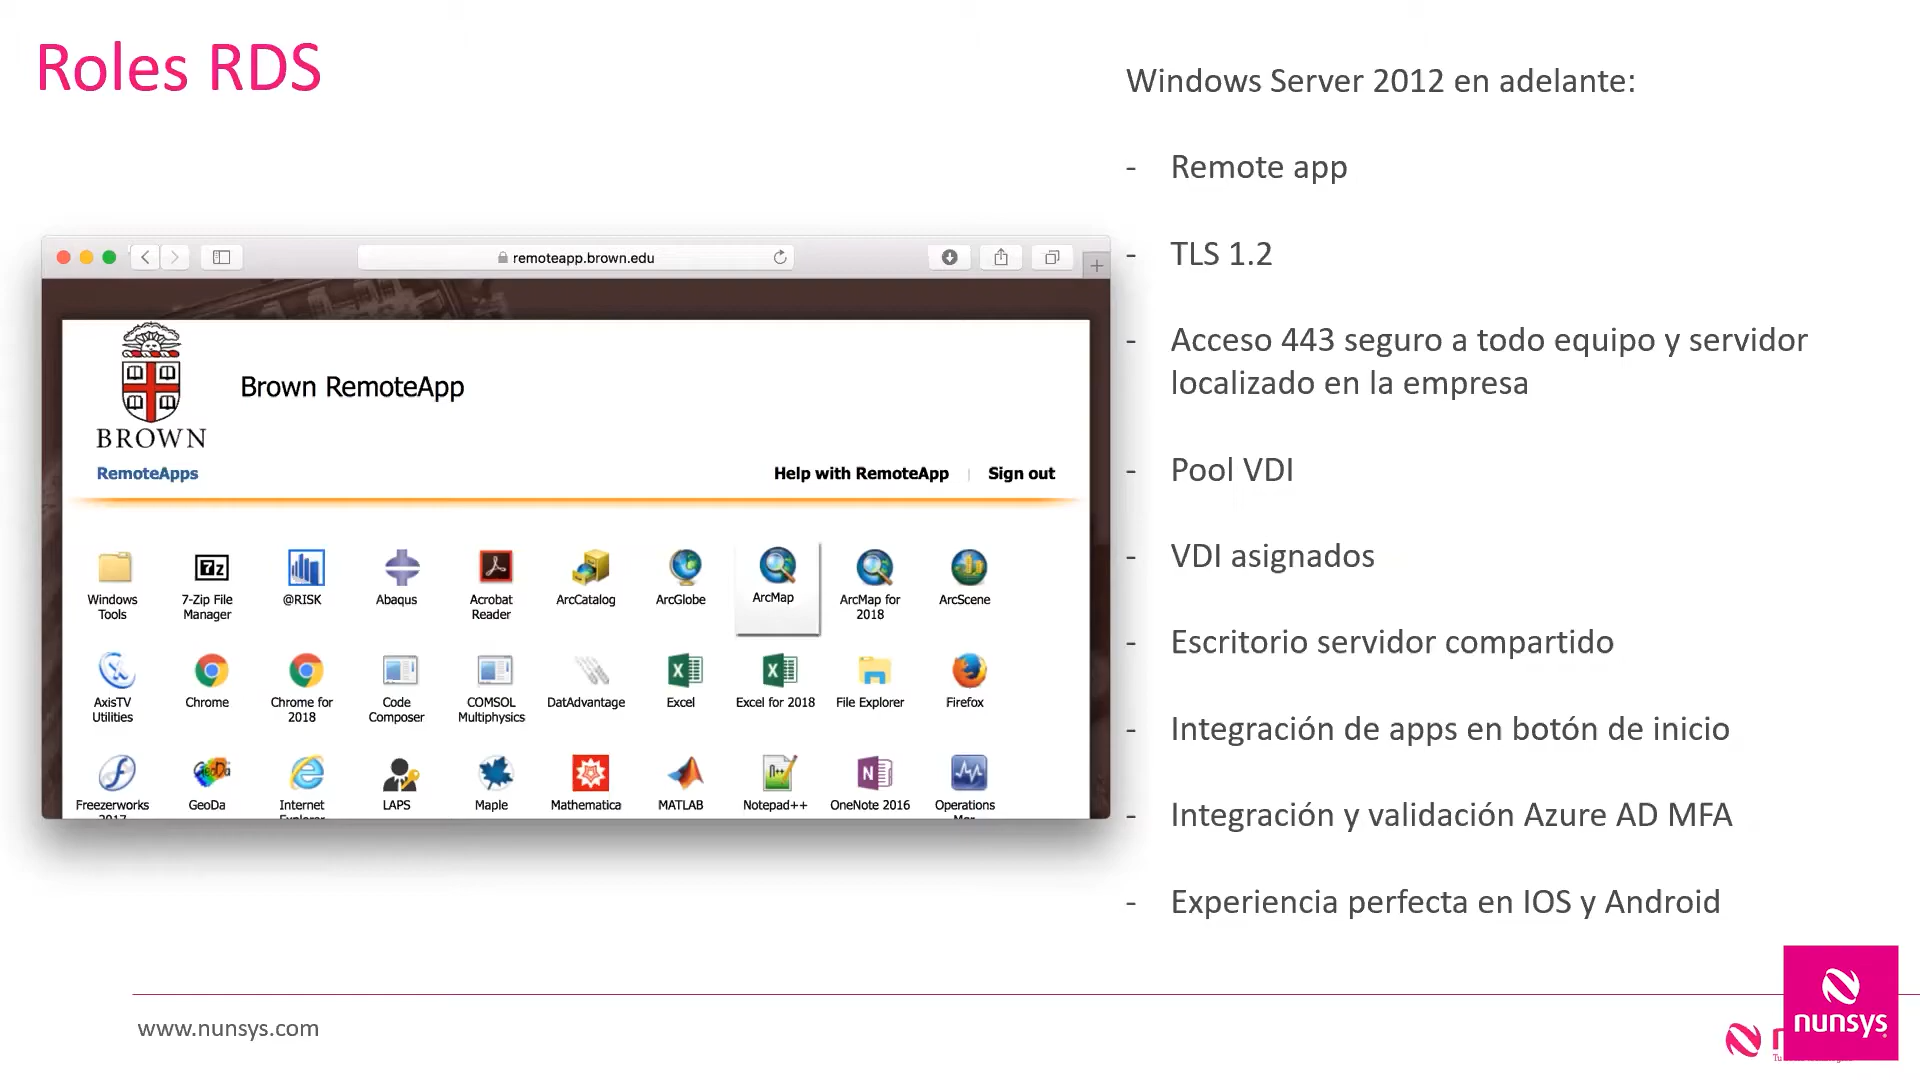 Roles RDS
Windows Server 2012 en adelante:
- Remote app
- TLS 1.2
- Acceso 443 seguro a todo equipo y servidor
localizado en la empresa
- Pool VDI
- VDI asignados
- Escritorio servidor compartido
- Integración de apps en botón de inicio
- Integración y validación Azure AD MFA
- Experiencia perfecta en IOS y Android
remoteapp.brown.edu
BROWN
Brown RemoteApp
RemoteApps
Help with RemoteApp | Sign out
Windows Tools
7-Zip File Manager
@RISK
Abaqus
Acrobat Reader
ArcCatalog
ArcGlobe
ArcMap
ArcMap for 2018
ArcScene
AxisTV Utilities
Chrome
Chrome for 2018
Code Composer
COMSOL Multiphysics
DatAdvantage
Excel
Excel for 2018
File Explorer
Firefox
Freezerworks 2017
GeoDa
Internet Explorer
LAPS
Maple
Mathematica
MATLAB
Notepad++
OneNote 2016
Operations
www.nunsys.com
nunsys